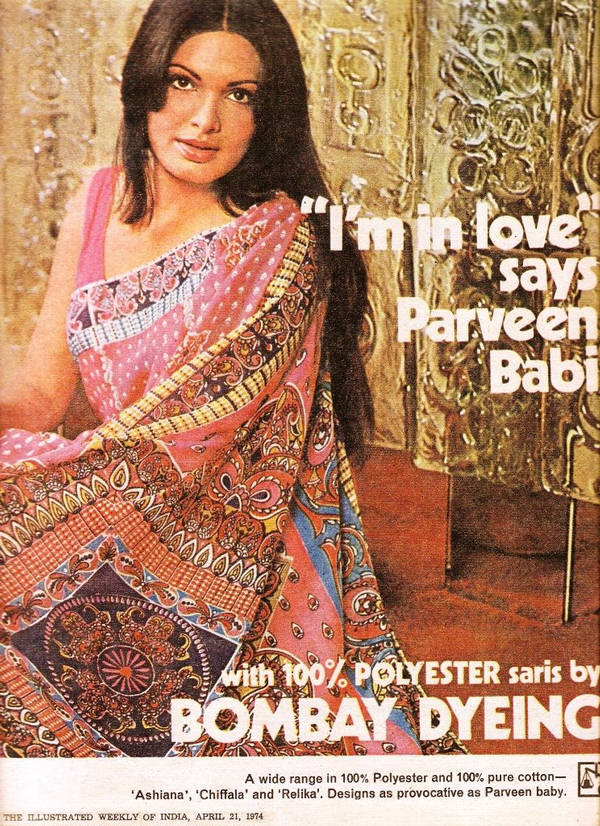 "I'm in love"
says
Parveen
Babi
with 100% POLYESTER saris by
BOMBAY DYEING
A wide range in 100% Polyester and 100% pure cotton—
'Ashiana', 'Chiffala' and 'Relika'. Designs as provocative as Parveen baby.
THE ILLUSTRATED WEEKLY OF INDIA, APRIL 21, 1974